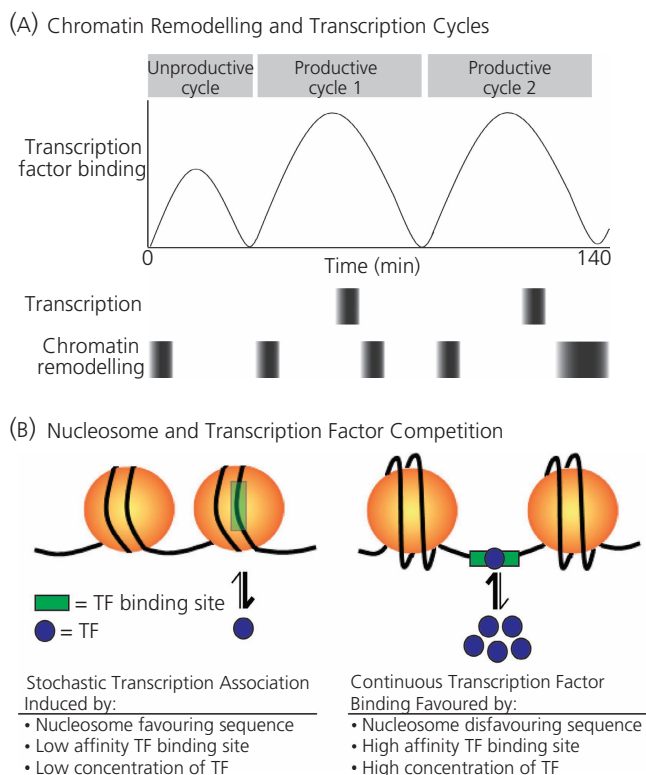 (A) Chromatin Remodelling and Transcription Cycles
Unproductive
cycle
Productive
cycle 1
Productive
cycle 2
Transcription
factor binding
0
Time (min)
140
Transcription
Chromatin
remodelling
(B) Nucleosome and Transcription Factor Competition
= TF binding site
= TF
Stochastic Transcription Association
Induced by:
• Nucleosome favouring sequence
• Low affinity TF binding site
• Low concentration of TF
Continuous Transcription Factor
Binding Favoured by:
• Nucleosome disfavouring sequence
• High affinity TF binding site
• High concentration of TF